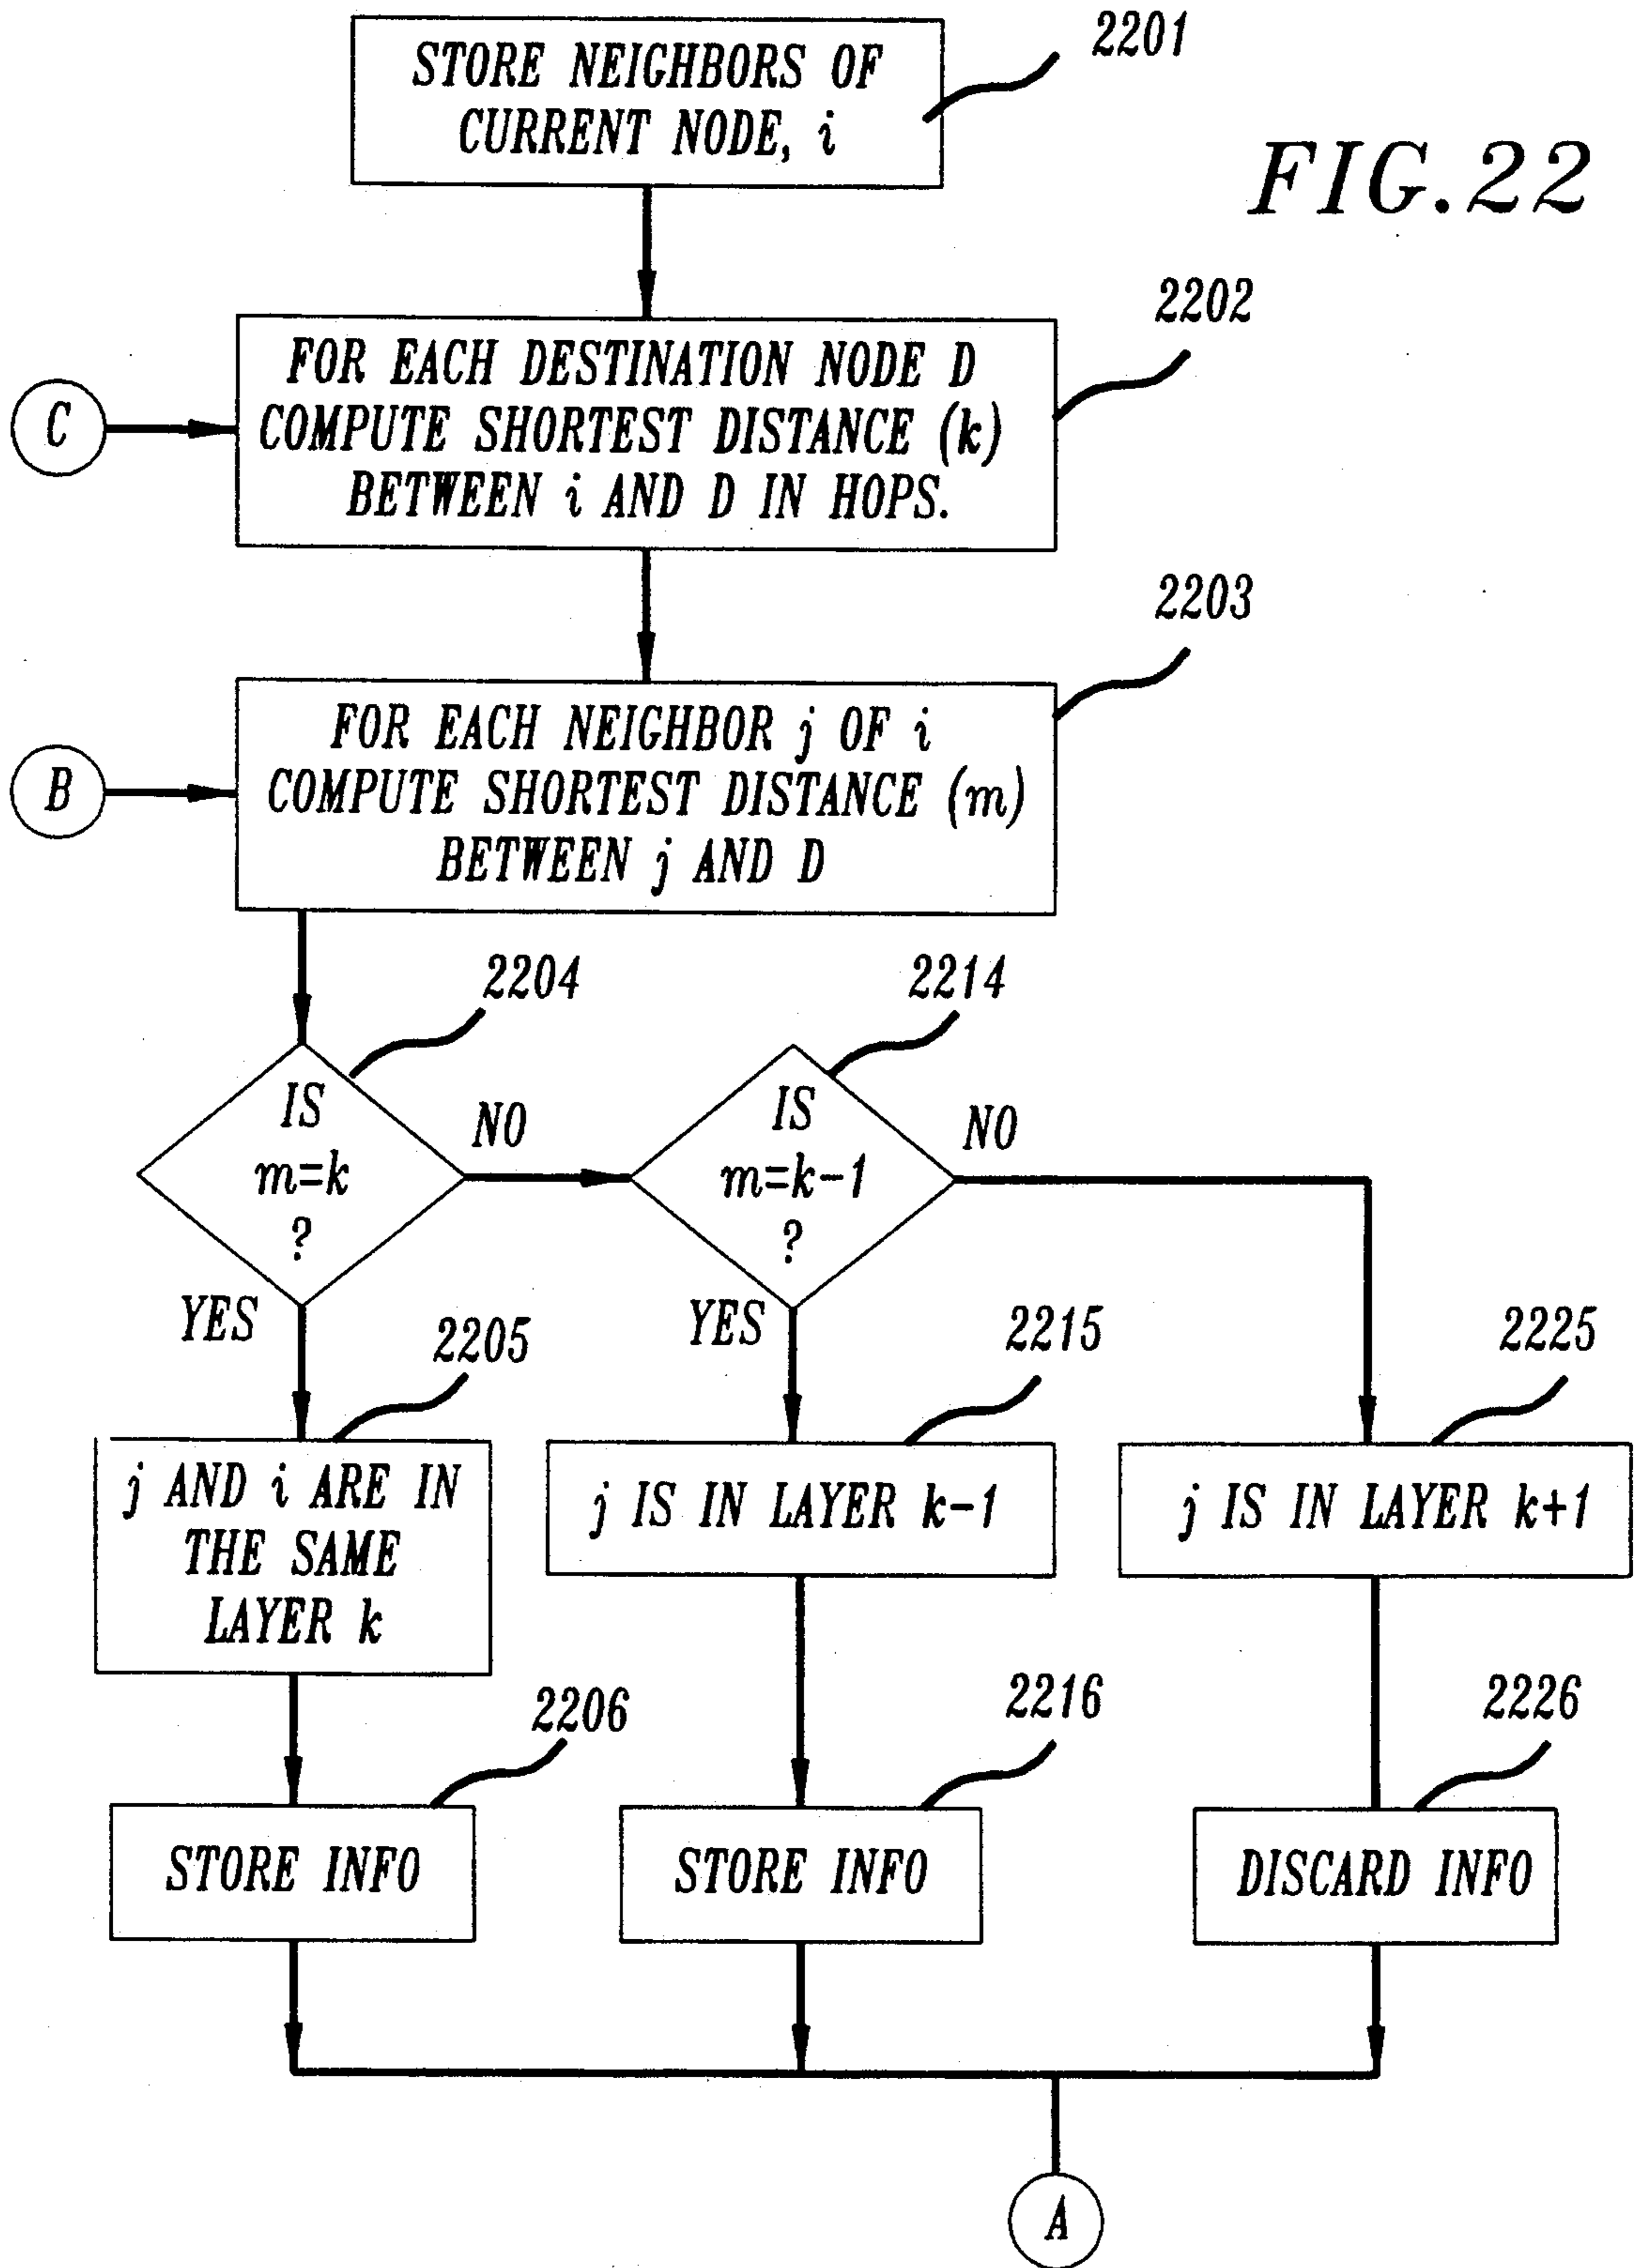 2201
STORE NEIGHBORS OF
CURRENT NODE, i
FIG.22
2202
FOR EACH DESTINATION NODE D
COMPUTE SHORTEST DISTANCE (k)
BETWEEN i AND D IN HOPS.
C
2203
FOR EACH NEIGHBOR j OF i
COMPUTE SHORTEST DISTANCE (m)
BETWEEN j AND D
B
2204
IS
m=k
?
NO
YES
2214
IS
m=k-1
?
NO
YES
2205
j AND i ARE IN
THE SAME
LAYER k
2215
j IS IN LAYER k-1
2225
j IS IN LAYER k+1
2206
STORE INFO
2216
STORE INFO
2226
DISCARD INFO
A